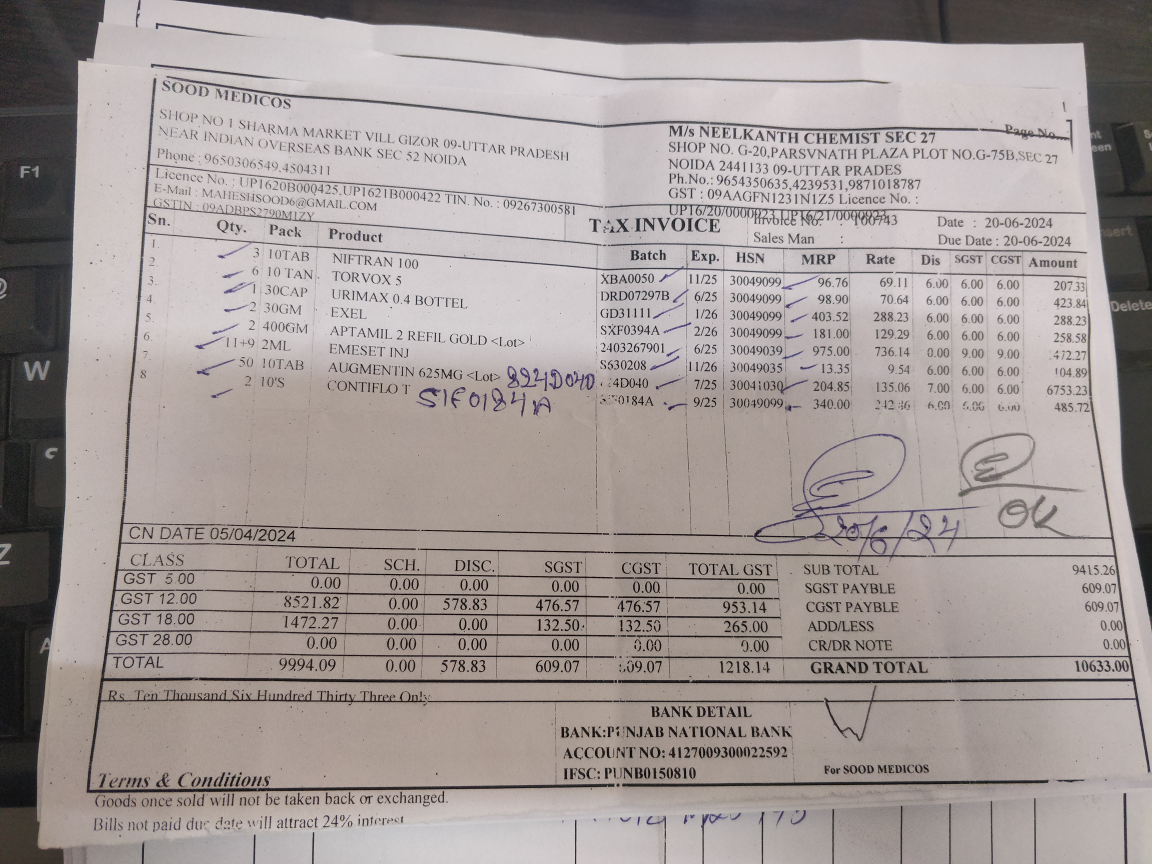 SOOD MEDICOS
SHOP NO 1 SHARMA MARKET VILL GIZOR 09-UTTAR PRADESH
NEAR INDIAN OVERSEAS BANK SEC 52 NOIDA
Phone : 9650306549,4504311
Licence No. : UP1620B000425,UP1621B000422 TIN. No. : 09267300581
E-Mail : MAHESHSOOD6@GMAIL.COM
GSTIN : 09ADBPS2790M1ZY
Page No...
M/s NEELKANTH CHEMIST SEC 27
SHOP NO. G-20,PARSVNATH PLAZA PLOT NO.G-75B,SEC 27
NOIDA 2441133 09-UTTAR PRADES
Ph.No.: 9654350635,4239531,9871018787
GST : 09AAGFN1231N1Z5 Licence No. :
TAX INVOICE
Invoice No. : 100743
Date : 20-06-2024
Sales Man :
Due Date : 20-06-2024
Sn. Qty. Pack Product Batch Exp. HSN MRP Rate Dis SGST CGST Amount
1. 3 10TAB NIFTRAN 100 XBA0050 11/25 30049099 96.76 69.11 6.00 6.00 6.00 207.33
2 6 10 TAN TORVOX 5 DRD07297B 6/25 30049099 98.90 70.64 6.00 6.00 6.00 423.84
3. 1 30CAP URIMAX 0.4 BOTTEL GD31111 1/26 30049099 403.52 288.23 6.00 6.00 6.00 288.23
4. 2 30GM EXEL SXF0394A 2/26 30049099 181.00 129.29 6.00 6.00 6.00 258.58
5. 2 400GM APTAMIL 2 REFIL GOLD <Lot> 2403267901 6/25 30049039 975.00 736.14 0.00 9.00 9.00 1472.27
6. 11+9 2ML EMESET INJ S630208 11/26 30049035 13.35 9.54 6.00 6.00 6.00 104.89
7. 50 10TAB AUGMENTIN 625MG <Lot> 824D040 24D040 7/25 30041030 204.85 135.06 7.00 6.00 6.00 6753.23
8 2 10'S CONTIFLO T 0184A 9/25 30049099 340.00 242.86 6.00 6.00 6.00 485.72
S1F0184A
20/6/24
OK
CN DATE 05/04/2024
CLASS TOTAL SCH. DISC. SGST CGST TOTAL GST
GST 5.00 0.00 0.00 0.00 0.00 0.00 0.00
GST 12.00 8521.82 0.00 578.83 476.57 476.57 953.14
GST 18.00 1472.27 0.00 0.00 132.50 132.50 265.00
GST 28.00 0.00 0.00 0.00 0.00 0.00 0.00
TOTAL 9994.09 0.00 578.83 609.07 609.07 1218.14
SUB TOTAL 9415.26
SGST PAYBLE 609.07
CGST PAYBLE 609.07
ADD/LESS 0.00
CR/DR NOTE 0.00
GRAND TOTAL 10633.00
Rs. Ten Thousand Six Hundred Thirty Three Only
BANK DETAIL
BANK:PUNJAB NATIONAL BANK
ACCOUNT NO: 4127009300022592
IFSC: PUNB0150810
For SOOD MEDICOS
Terms & Conditions
Goods once sold will not be taken back or exchanged.
Bills not paid due date will attract 24% interest
F1
W
C
Z
A
Delete